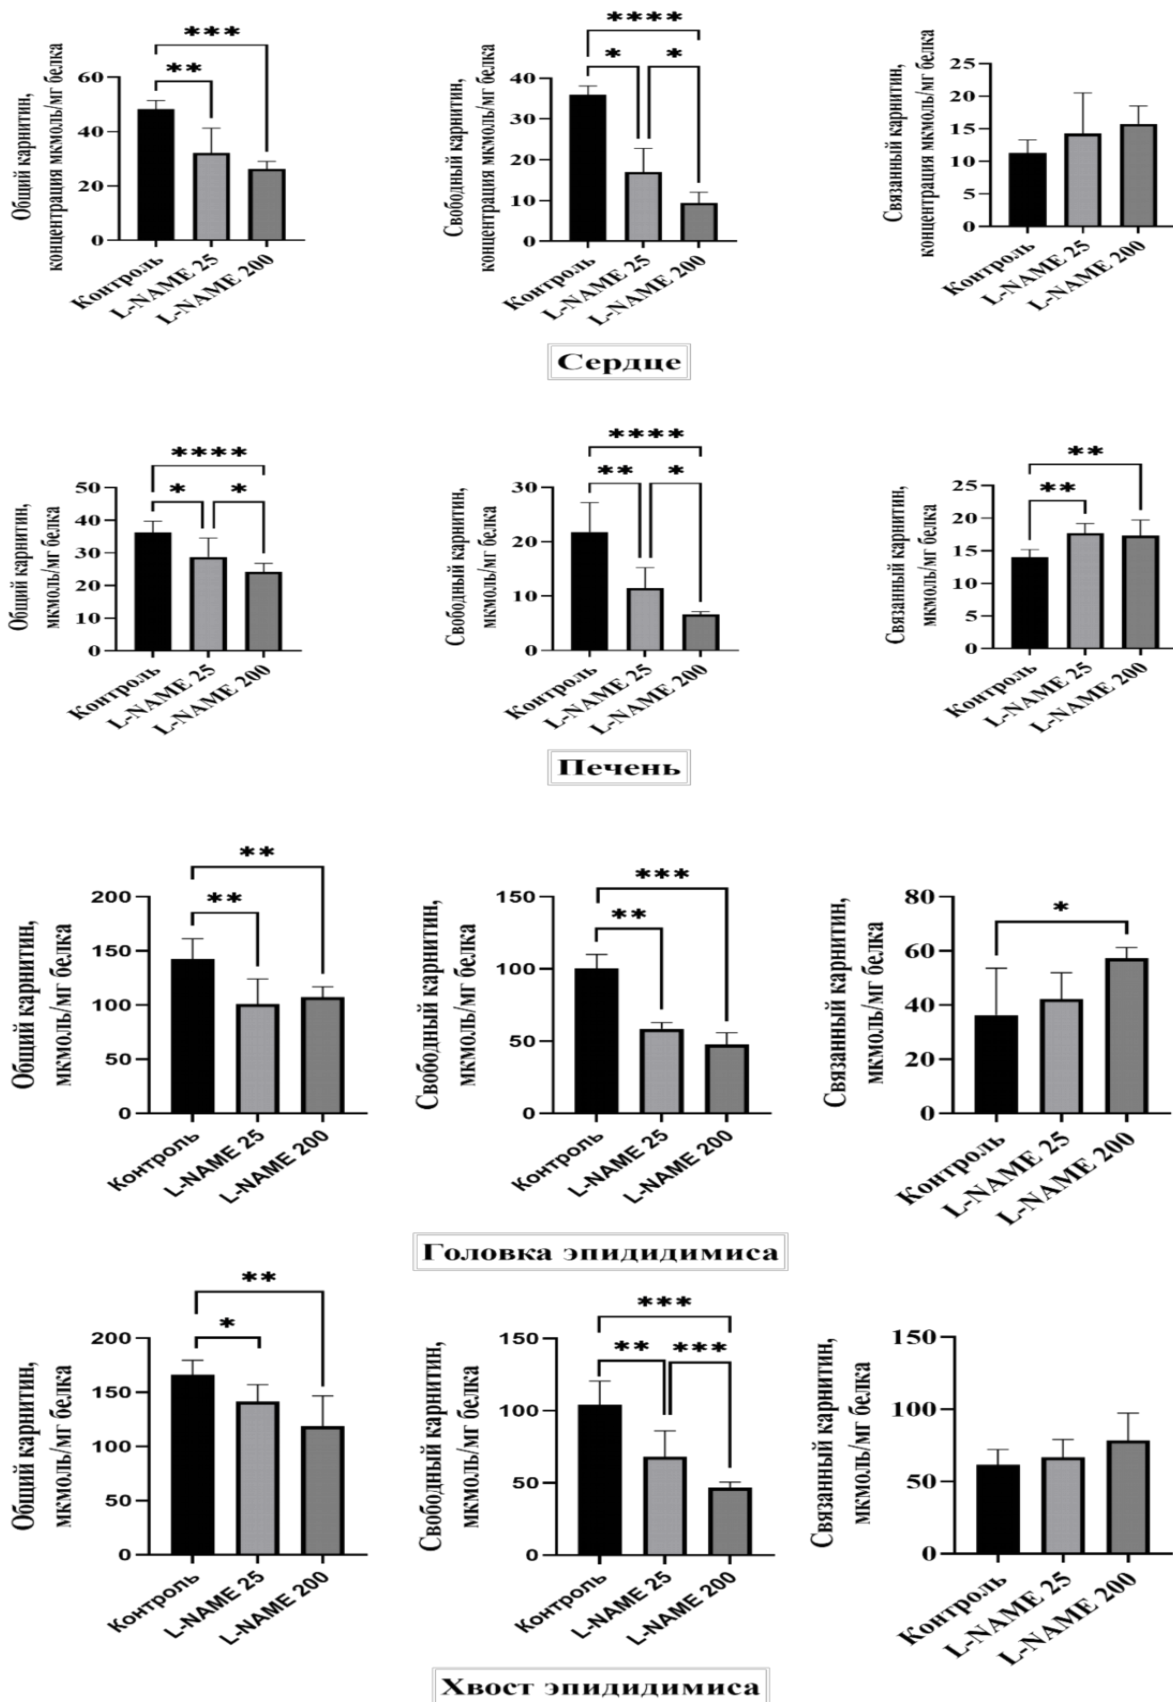 ***
**
Общий карнитин,
концентрация мкмоль/мг белка
60
40
20
0
Контроль
L-NAME 25
L-NAME 200
****
*
*
Свободный карнитин,
концентрация мкмоль/мг белка
40
30
20
10
0
Контроль
L-NAME 25
L-NAME 200
Связанный карнитин,
концентрация мкмоль/мг белка
25
20
15
10
5
0
Контроль
L-NAME 25
L-NAME 200
Сердце
****
*
*
Общий карнитин,
мкмоль/мг белка
50
40
30
20
10
0
Контроль
L-NAME 25
L-NAME 200
****
**
*
Свободный карнитин,
мкмоль/мг белка
30
20
10
0
Контроль
L-NAME 25
L-NAME 200
**
**
Связанный карнитин,
мкмоль/мг белка
25
20
15
10
5
0
Контроль
L-NAME 25
L-NAME 200
Печень
**
**
Общий карнитин,
мкмоль/мг белка
200
150
100
50
0
Контроль
L-NAME 25
L-NAME 200
***
**
Свободный карнитин,
мкмоль/мг белка
150
100
50
0
Контроль
L-NAME 25
L-NAME 200
*
Связанный карнитин,
мкмоль/мг белка
80
60
40
20
0
Контроль
L-NAME 25
L-NAME 200
Головка эпидидимиса
**
*
Общий карнитин,
мкмоль/мг белка
200
150
100
50
0
Контроль
L-NAME 25
L-NAME 200
***
**
***
Свободный карнитин,
мкмоль/мг белка
150
100
50
0
Контроль
L-NAME 25
L-NAME 200
Связанный карнитин,
мкмоль/мг белка
150
100
50
0
Контроль
L-NAME 25
L-NAME 200
Хвост эпидидимиса